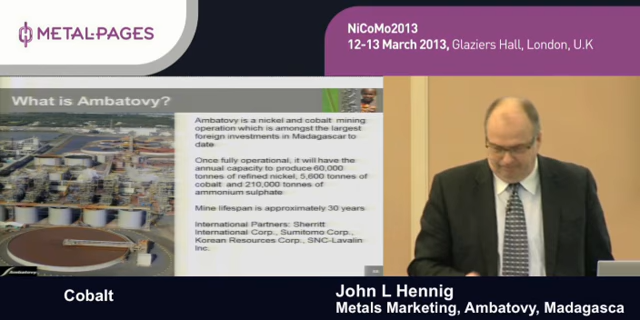 METAL-PAGES
NiCoMo2013
12-13 March 2013, Glaziers Hall, London, U.K
What is Ambatovy?
Ambatovy is a nickel and cobalt mining
operation which is amongst the largest
foreign investments in Madagascar to
date
Once fully operational, it will have the
annual capacity to produce 60,000
tonnes of refined nickel, 5,600 tonnes of
cobalt and 210,000 tonnes of
ammonium sulphate
Mine lifespan is approximately 30 years
International Partners: Sherritt
International Corp., Sumitomo Corp.,
Korean Resources Corp., SNC-Lavalin
Inc.
Ambatovy
Cobalt
John L Hennig
Metals Marketing, Ambatovy, Madagasca